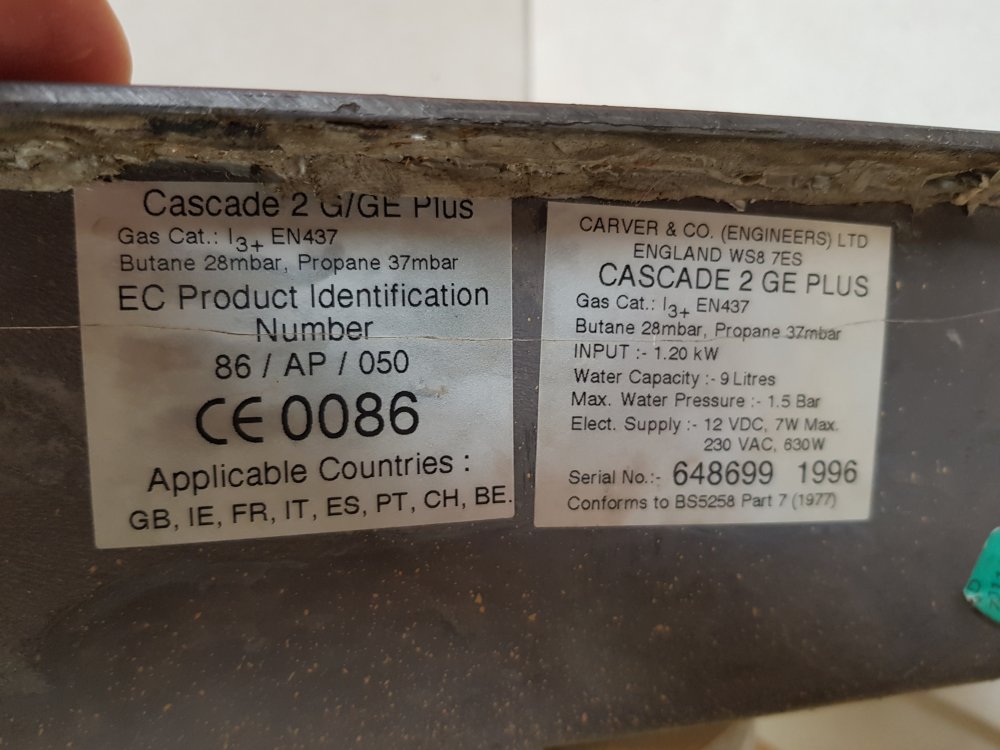 Cascade 2 G/GE Plus
Gas Cat.: I3+ EN437
Butane 28mbar, Propane 37mbar
EC Product Identification
Number
86 / AP / 050
CE 0086
Applicable Countries :
GB, IE, FR, IT, ES, PT, CH, BE.
CARVER & CO. (ENGINEERS) LTD
ENGLAND WS8 7ES
CASCADE 2 GE PLUS
Gas Cat.: I3+ EN437
Butane 28mbar, Propane 37mbar
INPUT :- 1.20 kW
Water Capacity :- 9 Litres
Max. Water Pressure :- 1.5 Bar
Elect. Supply :- 12 VDC, 7W Max.
230 VAC, 630W
Serial No.:- 648699 1996
Conforms to BS5258 Part 7 (1977)